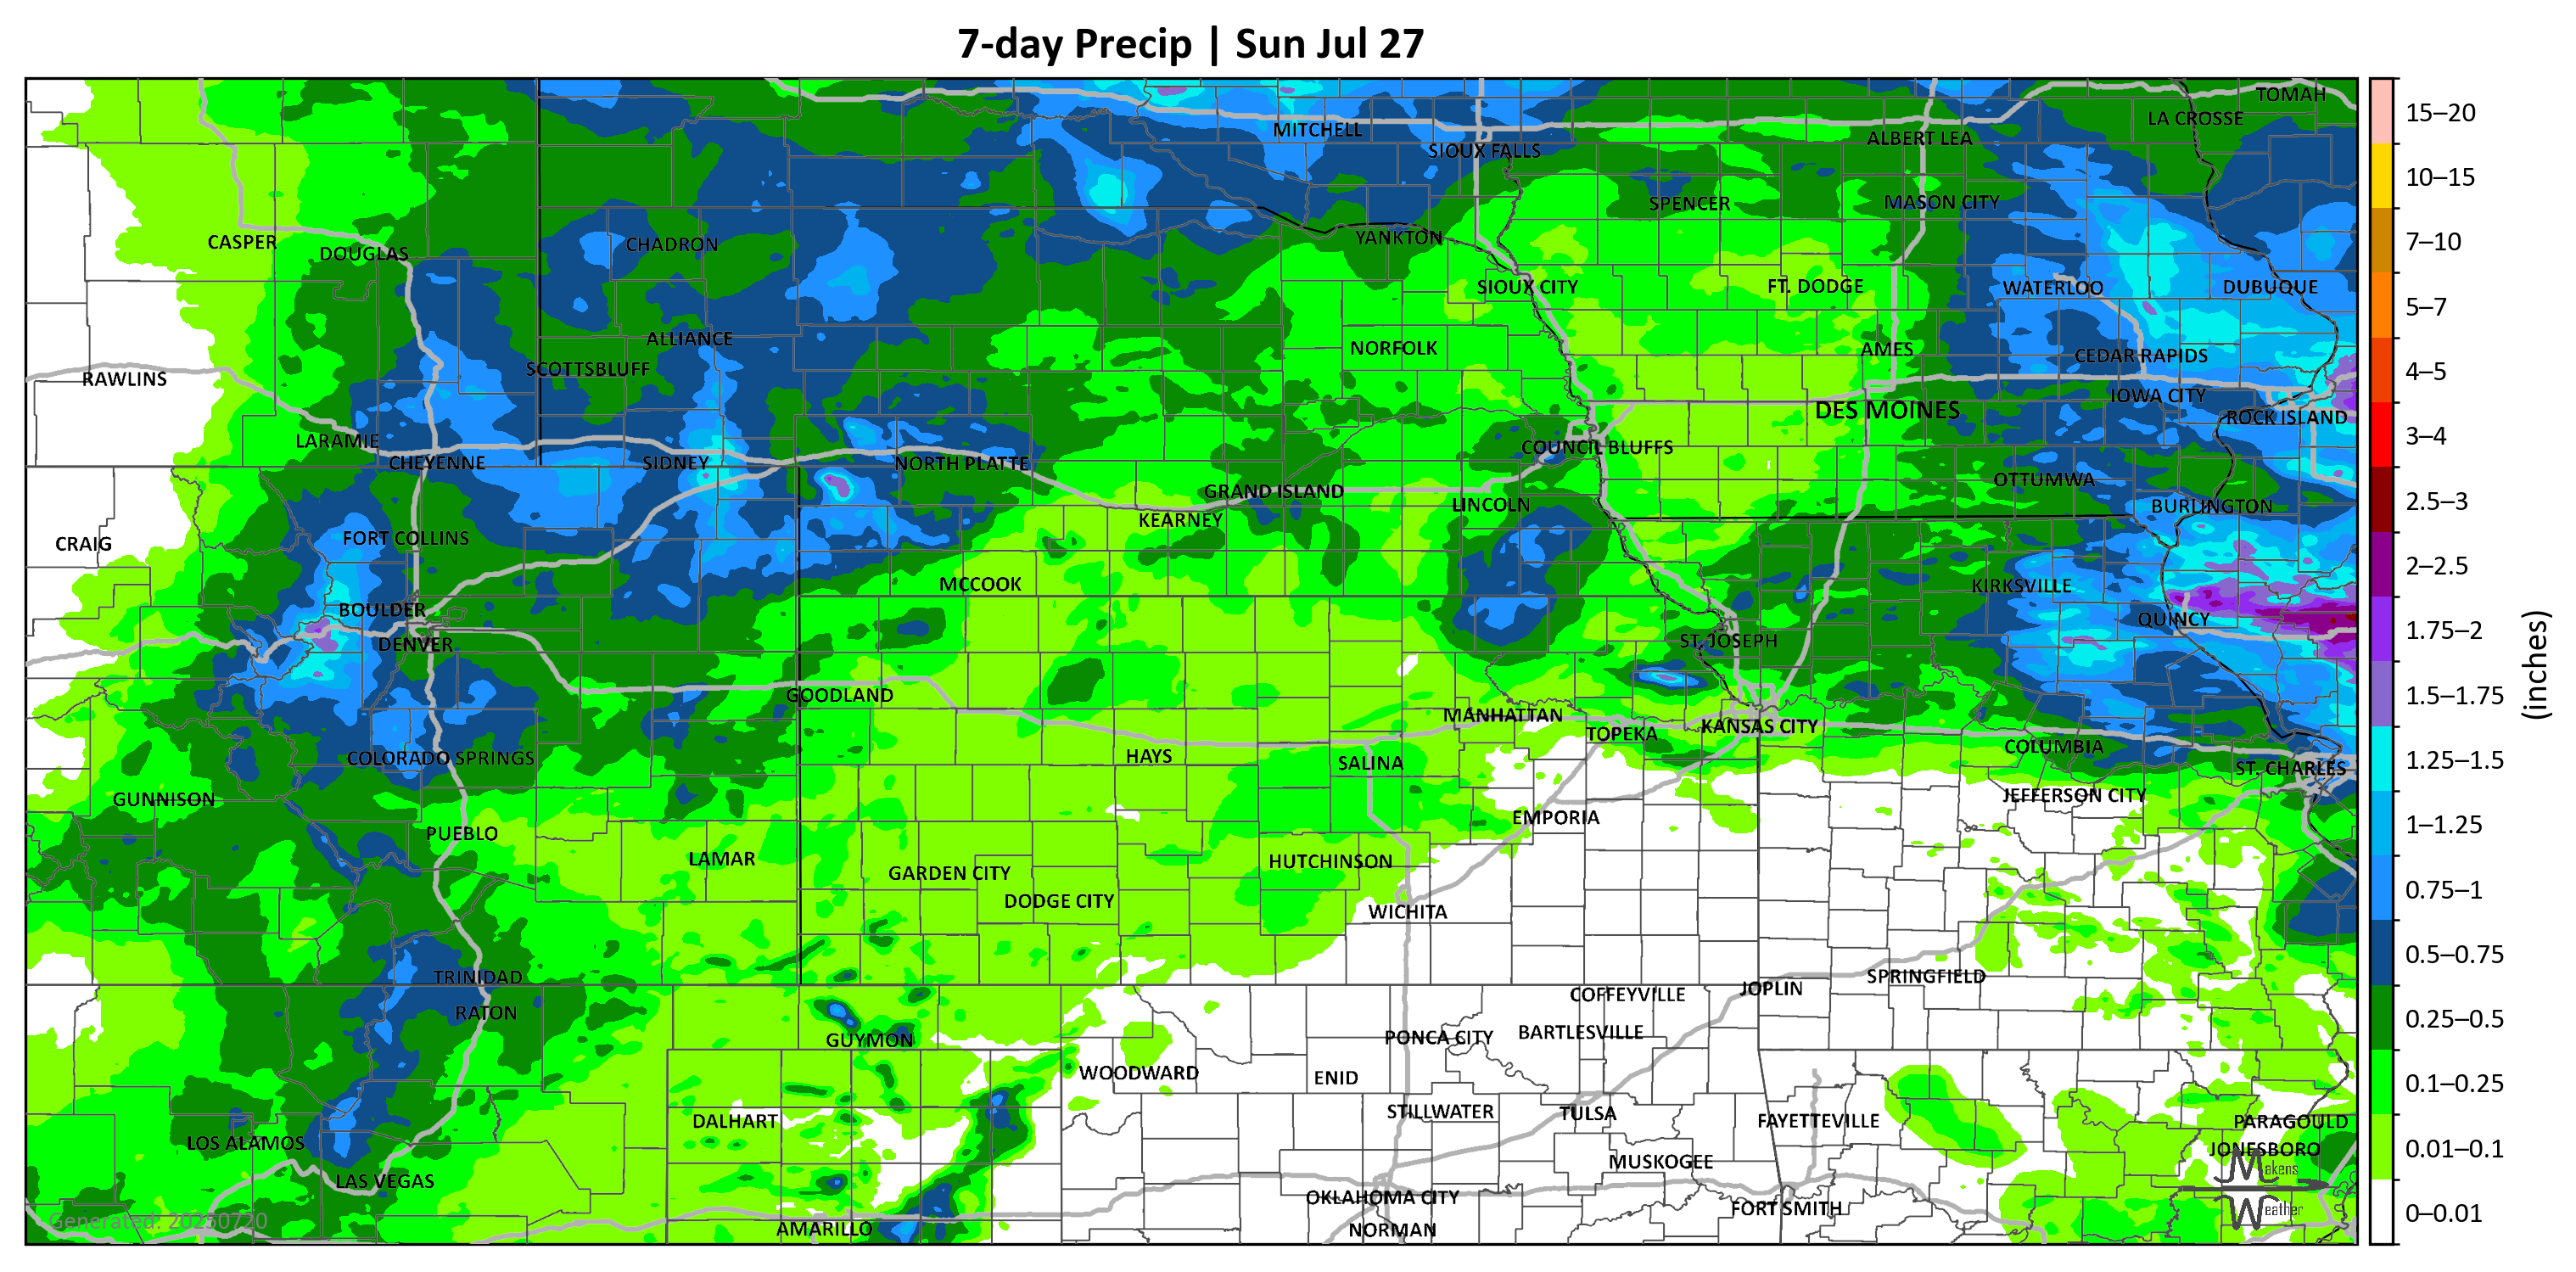 7-day Precip | Sun Jul 27
TOMAH
LA CROSSE
MITCHELL
ALBERT LEA
SIOUX FALLS
SPENCER
MASON CITY
CASPER
DOUGLAS
CHADRON
YANKTON
SIOUX CITY
FT. DODGE
WATERLOO
DUBUQUE
ALLIANCE
NORFOLK
AMES
CEDAR RAPIDS
SCOTTSBLUFF
RAWLINS
IOWA CITY
DES MOINES
ROCK ISLAND
LARAMIE
COUNCIL BLUFFS
CHEYENNE
SIDNEY
NORTH PLATTE
OTTUMWA
GRAND ISLAND
LINCOLN
BURLINGTON
KEARNEY
CRAIG
FORT COLLINS
MCCOOK
KIRKSVILLE
BOULDER
QUINCY
DENVER
ST. JOSEPH
GOODLAND
MANHATTAN
TOPEKA
KANSAS CITY
COLORADO SPRINGS
HAYS
SALINA
COLUMBIA
ST. CHARLES
GUNNISON
JEFFERSON CITY
EMPORIA
PUEBLO
LAMAR
GARDEN CITY
HUTCHINSON
DODGE CITY
WICHITA
TRINIDAD
SPRINGFIELD
JOPLIN
COFFEYVILLE
RATON
GUYMON
PONCA CITY
BARTLESVILLE
WOODWARD
ENID
DALHART
STILLWATER
TULSA
FAYETTEVILLE
PARAGOULD
LOS ALAMOS
JONESBORO
MUSKOGEE
LAS VEGAS
OKLAHOMA CITY
FORT SMITH
AMARILLO
NORMAN
Generated: 20250720
Makens
Weather
15–20
10–15
7–10
5–7
4–5
3–4
2.5–3
2–2.5
1.75–2
1.5–1.75
1.25–1.5
1–1.25
0.75–1
0.5–0.75
0.25–0.5
0.1–0.25
0.01–0.1
0–0.01
(inches)